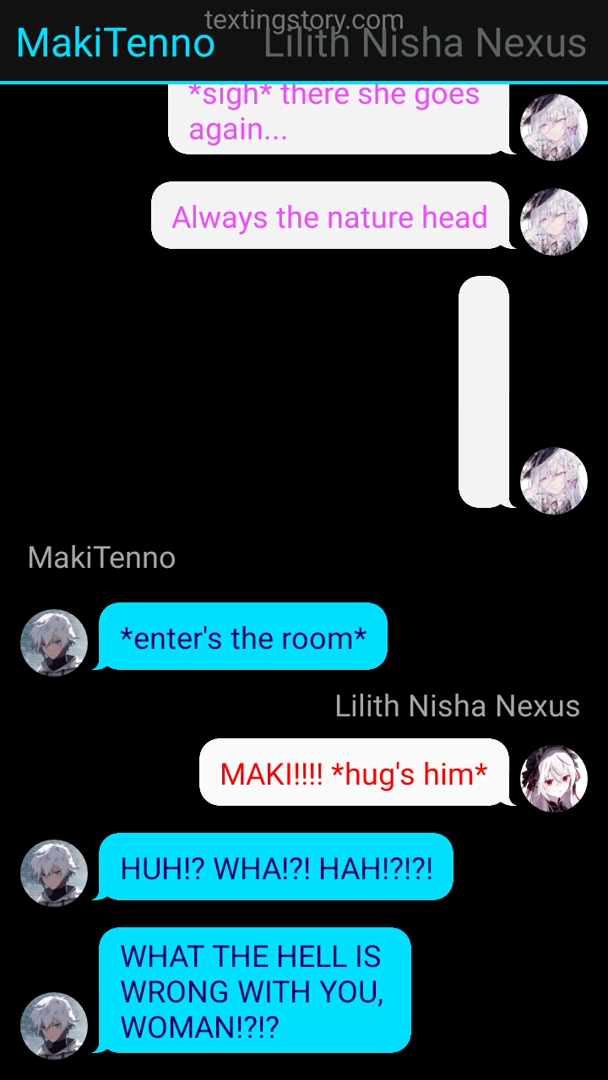 textingstory.com
MakiTenno
Lilith Nisha Nexus
*sigh* there she goes
again...
Always the nature head
MakiTenno
*enter's the room*
Lilith Nisha Nexus
MAKI!!!! *hug's him*
HUH!? WHA!?! HAH!?!?!
WHAT THE HELL IS
WRONG WITH YOU,
WOMAN!?!?